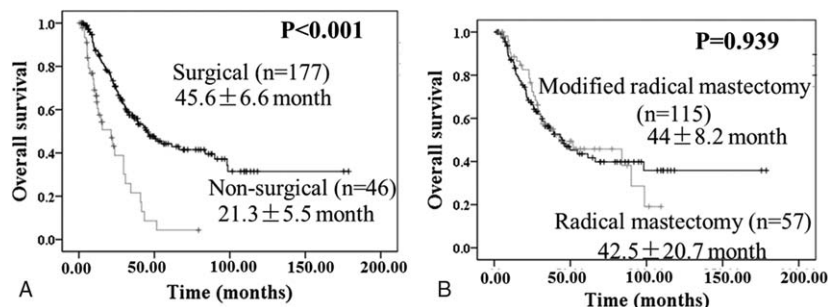 P<0.001
Surgical (n=177)
45.6±6.6 month
Non-surgical (n=46)
21.3±5.5 month
Overall survival
1.0
0.8
0.6
0.4
0.2
0.0
0.00 50.00 100.00 150.00 200.00
Time (months)
A
P=0.939
Modified radical mastectomy
(n=115)
44±8.2 month
Radical mastectomy (n=57)
42.5±20.7 month
Overall survival
1.0
0.8
0.6
0.4
0.2
0.0
0.00 50.00 100.00 150.00 200.00
Time (months)
B